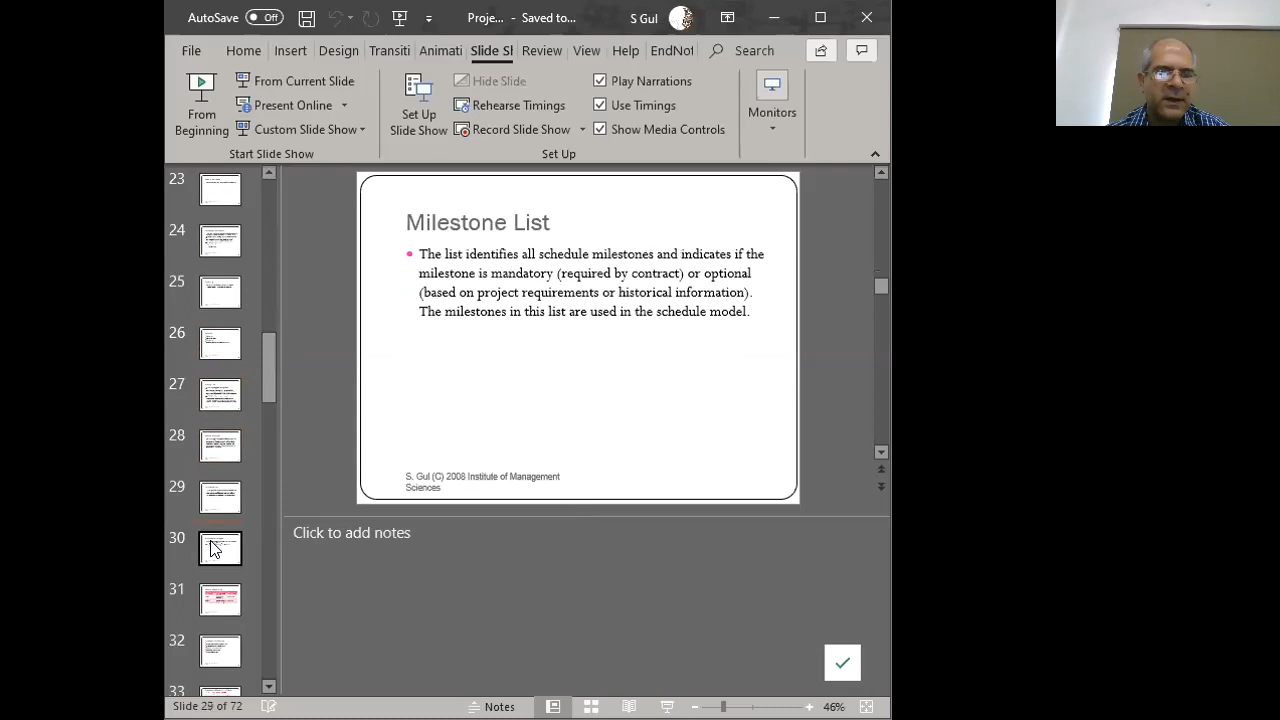 AutoSave Off Proje... - Saved to... S Gul
File Home Insert Design Transiti Animati Slide Sh Review View Help EndNot Search
From Beginning
From Current Slide
Present Online
Custom Slide Show
Start Slide Show
Set Up Slide Show
Hide Slide
Rehearse Timings
Record Slide Show
Play Narrations
Use Timings
Show Media Controls
Set Up
Monitors
23
24
25
26
27
28
29
30
31
32
33
Milestone List
The list identifies all schedule milestones and indicates if the
milestone is mandatory (required by contract) or optional
(based on project requirements or historical information).
The milestones in this list are used in the schedule model.
S. Gul (C) 2008 Institute of Management
Sciences
Click to add notes
Slide 29 of 72 Notes 46%